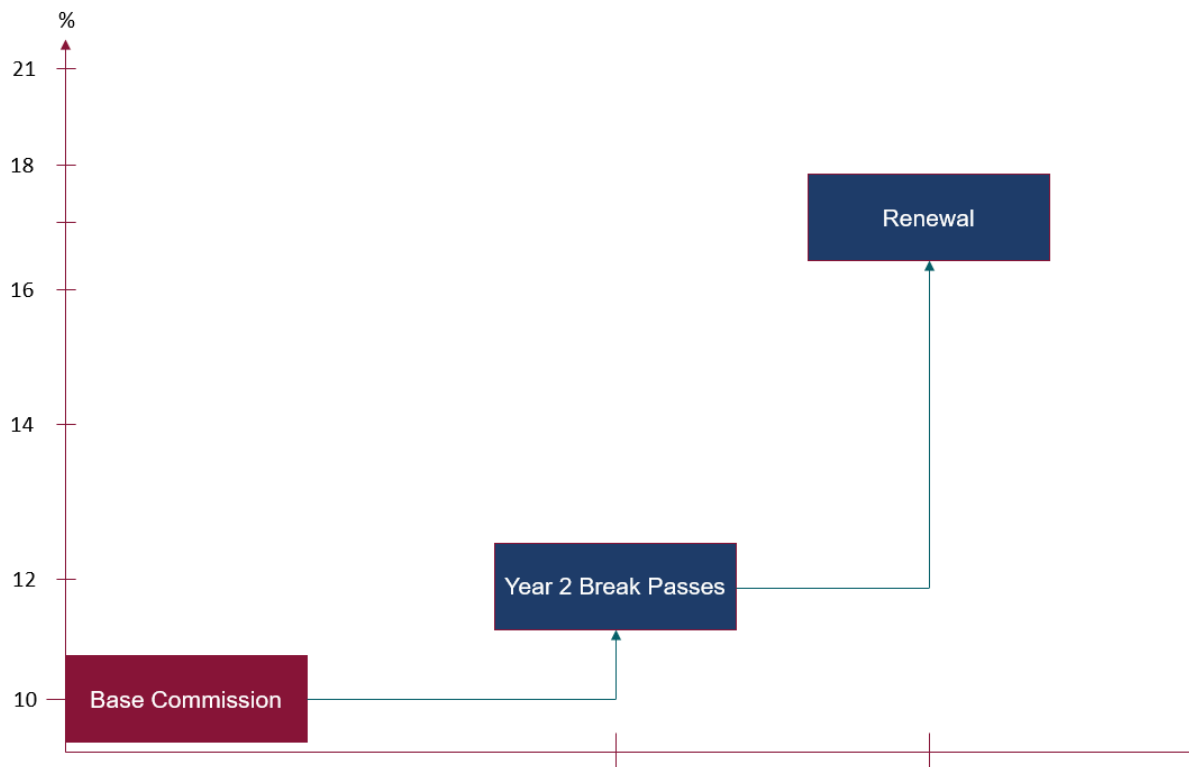 %
21
18
Renewal
16
14
12
Year 2 Break Passes
10
Base Commission